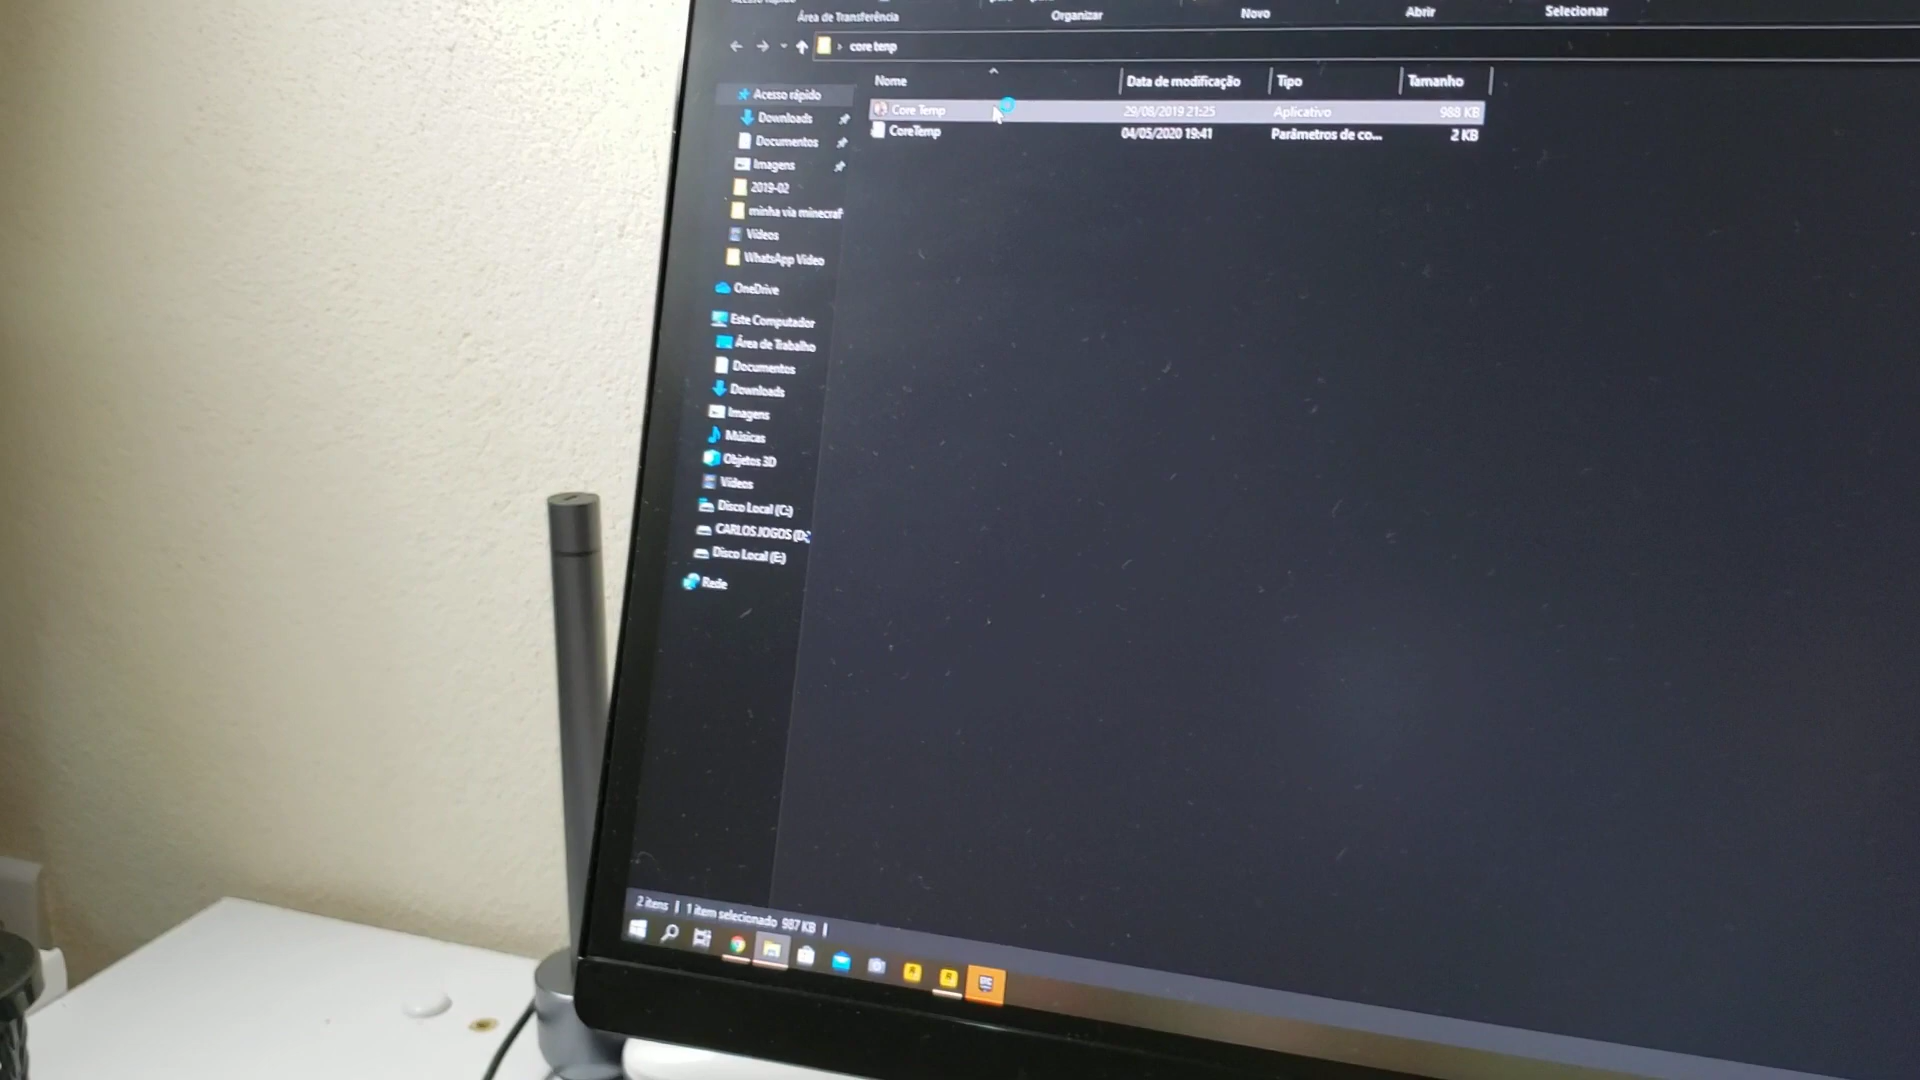 Área de Transferência Organizar Novo Abrir Selecionar
core temp
Nome Data de modificação Tipo Tamanho
Core Temp 29/08/2019 21:25 Aplicativo 988 KB
CoreTemp 04/05/2020 19:41 Parâmetros de co... 2 KB
Acesso rápido
Downloads
Documentos
Imagens
2019-02
minha via minecraf
Vídeos
WhatsApp Video
OneDrive
Este Computador
Área de Trabalho
Documentos
Downloads
Imagens
Músicas
Objetos 3D
Vídeos
Disco Local (C:)
CARLOS JOGOS (D:
Disco Local (E:)
Rede
2 itens 1 item selecionado 987 KB
EPIC